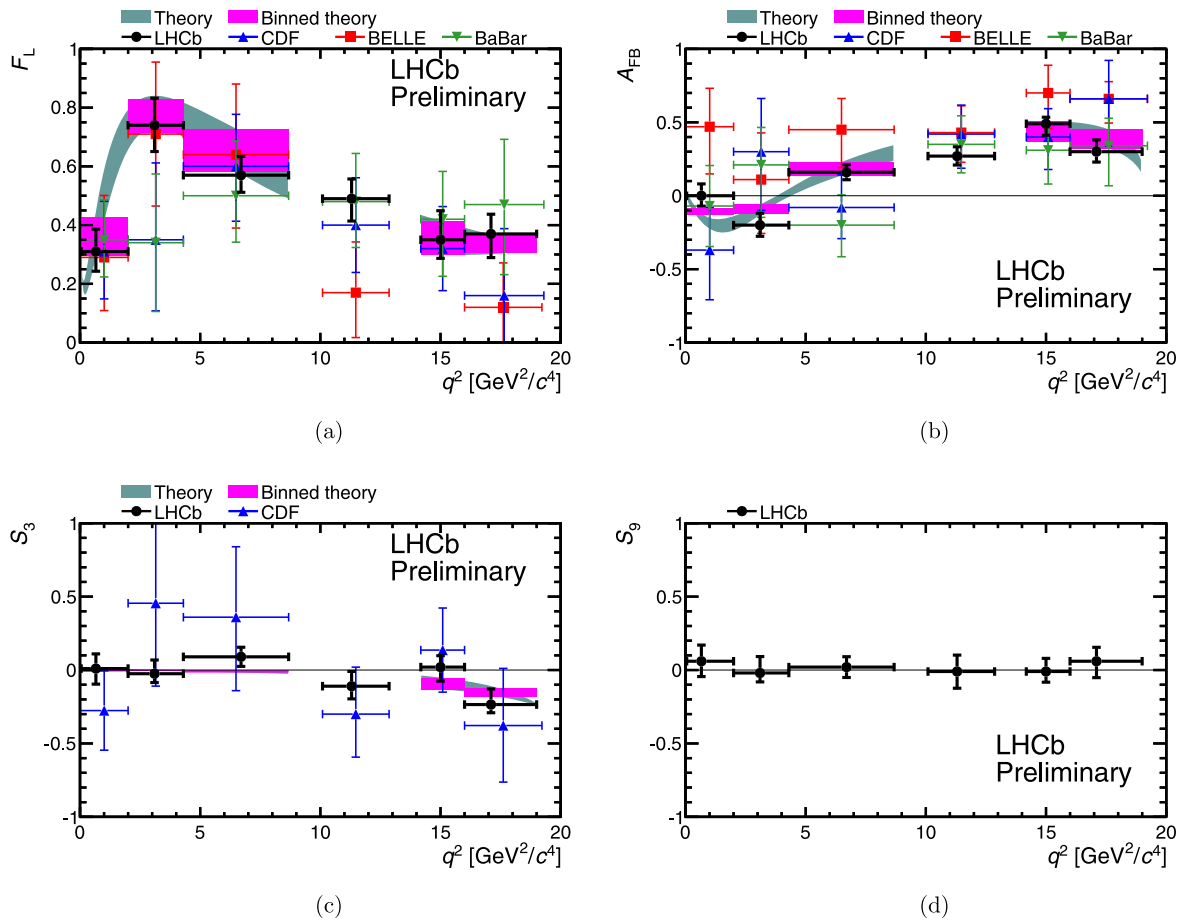 Theory Binned theory
LHCb CDF BELLE BaBar
F_L
1
0.8
0.6
0.4
0.2
0
LHCb
Preliminary
0 5 10 15 20
q² [GeV²/c⁴]
(a)
Theory Binned theory
LHCb CDF BELLE BaBar
A_FB
1
0.5
0
-0.5
-1
LHCb
Preliminary
0 5 10 15 20
q² [GeV²/c⁴]
(b)
Theory Binned theory
LHCb CDF
S_3
1
0.5
0
-0.5
-1
LHCb
Preliminary
0 5 10 15 20
q² [GeV²/c⁴]
(c)
LHCb
S_9
1
0.5
0
-0.5
-1
LHCb
Preliminary
0 5 10 15 20
q² [GeV²/c⁴]
(d)